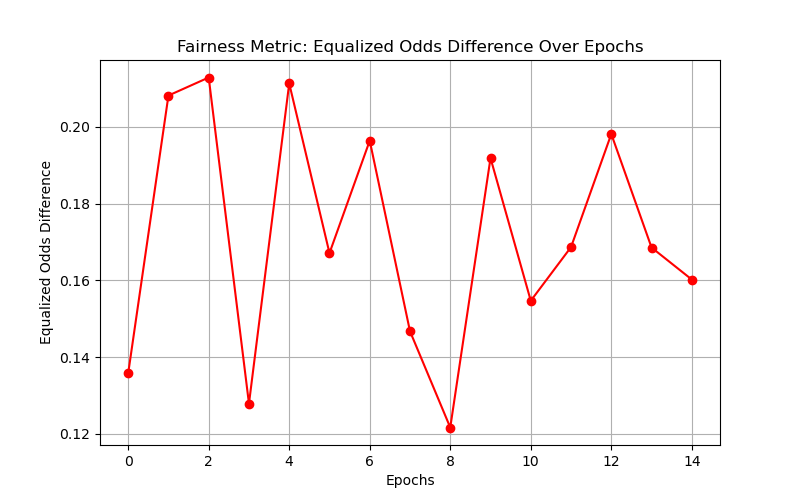 Fairness Metric: Equalized Odds Difference Over Epochs
Equalized Odds Difference
0.20
0.18
0.16
0.14
0.12
0 2 4 6 8 10 12 14
Epochs